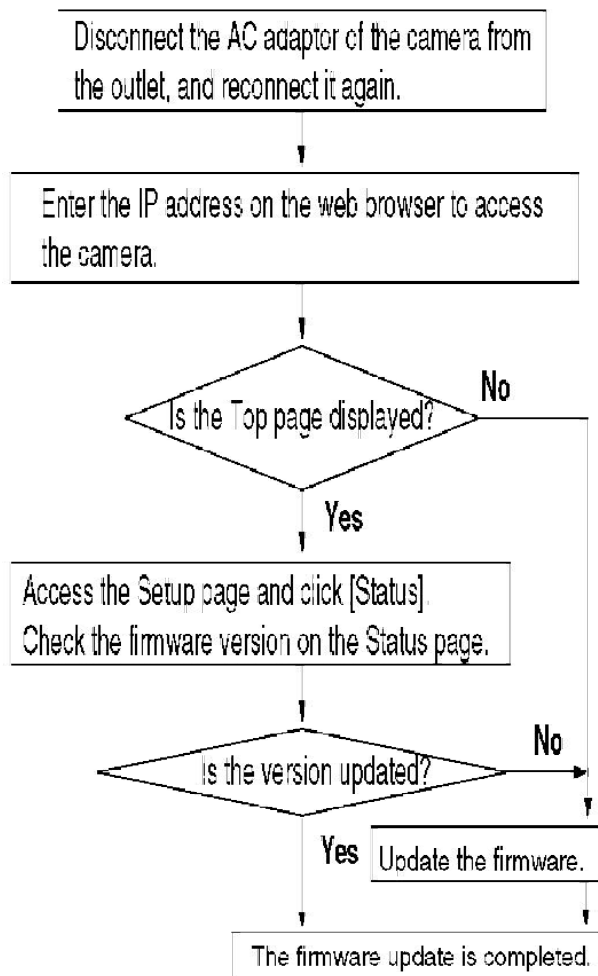 Disconnect the AC adaptor of the camera from
the outlet, and reconnect it again.
Enter the IP address on the web browser to access
the camera.
Is the Top page displayed?
No
Yes
Access the Setup page and click [Status].
Check the firmware version on the Status page.
Is the version updated?
No
Yes
Update the firmware.
The firmware update is completed.